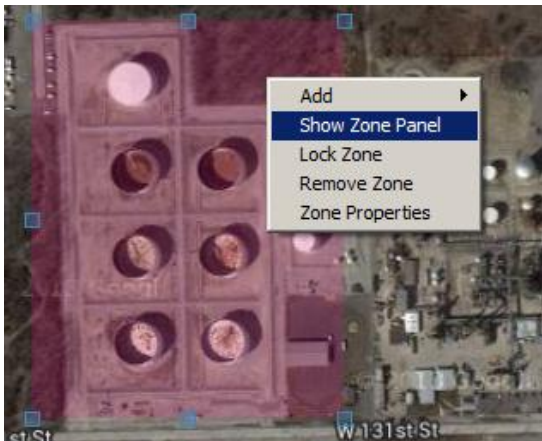 Add
Show Zone Panel
Lock Zone
Remove Zone
Zone Properties
st St
W 131st St